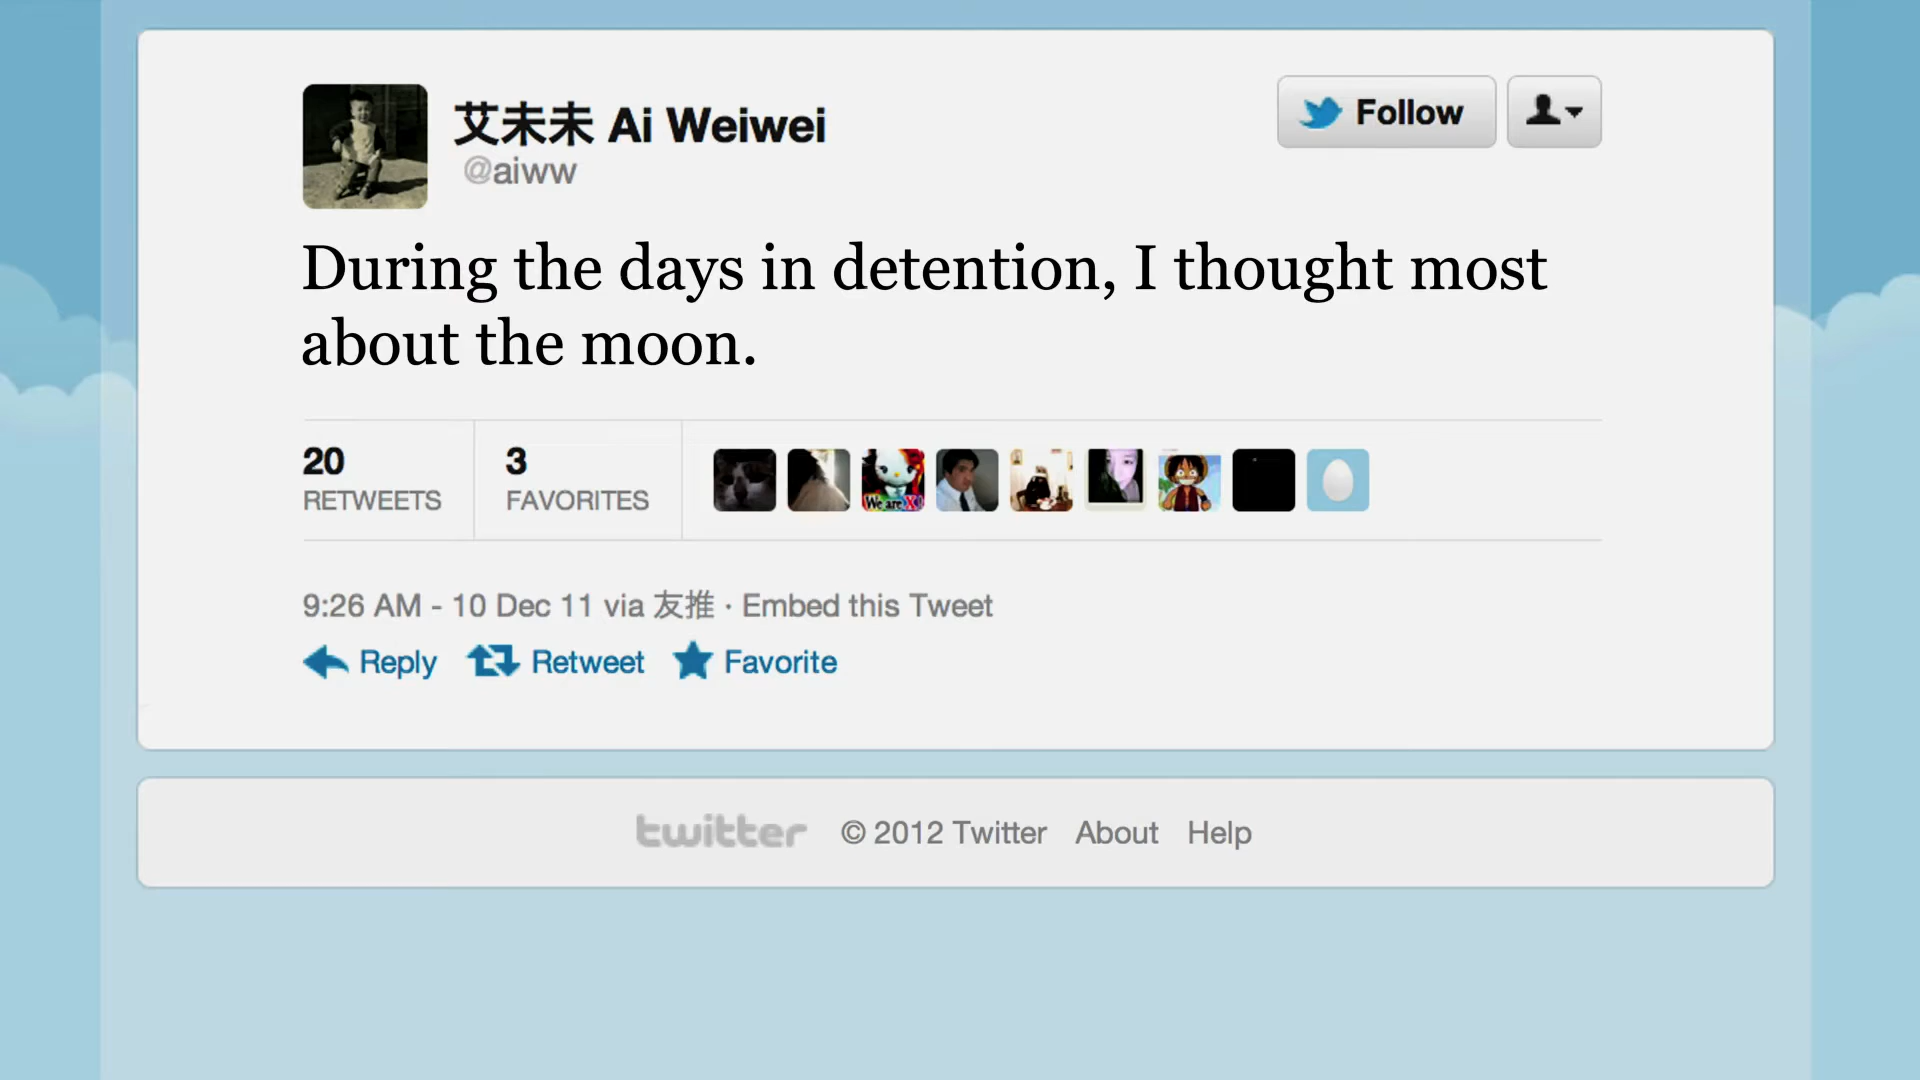 艾未未 Ai Weiwei
@aiww
Follow
During the days in detention, I thought most
about the moon.
20
RETWEETS
3
FAVORITES
We are X!
9:26 AM - 10 Dec 11 via 友推 · Embed this Tweet
Reply Retweet Favorite
twitter © 2012 Twitter About Help